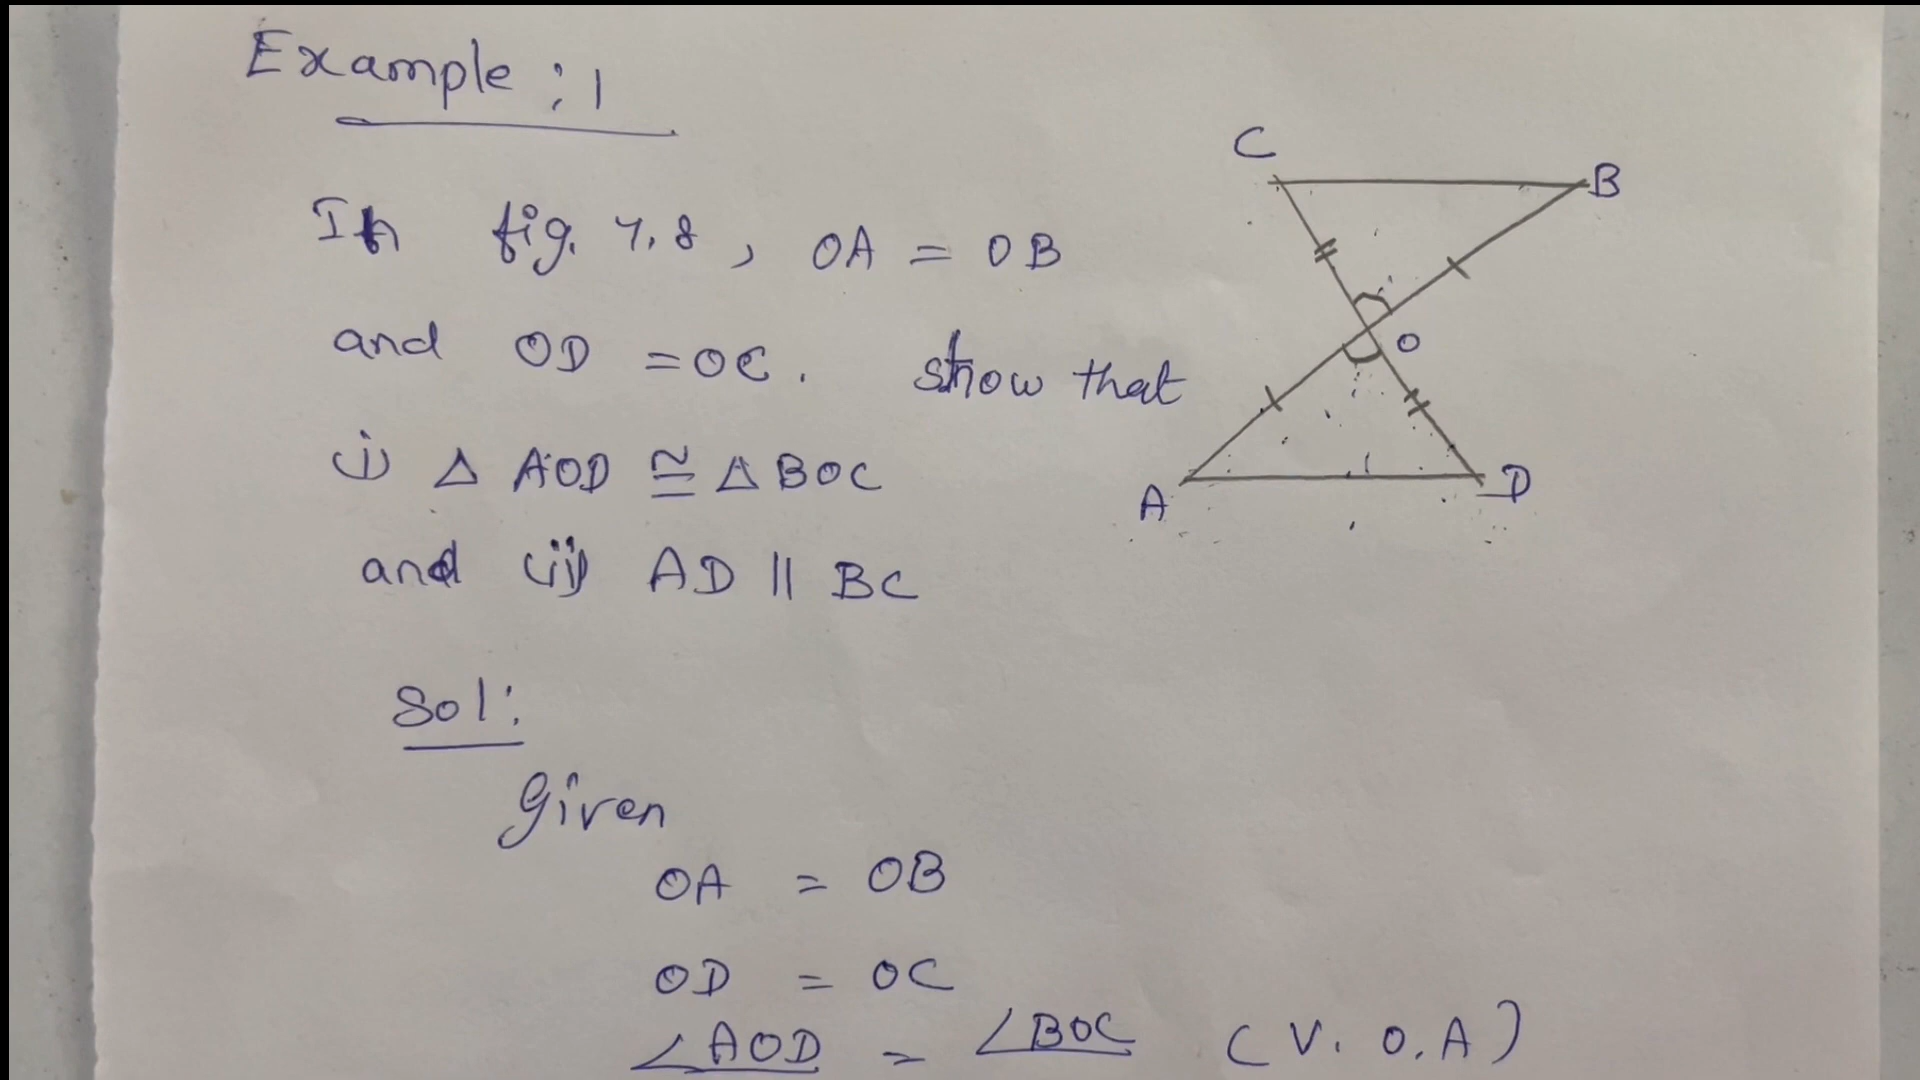 Example : 1
In fig. 7.8, OA = OB
and OD = OC. show that
(i) △ AOD ≅ △ BOC
and (ii) AD || BC
Sol:
Given
OA = OB
OD = OC
∠AOD = ∠BOC (V. O. A)
C
B
O
A
D